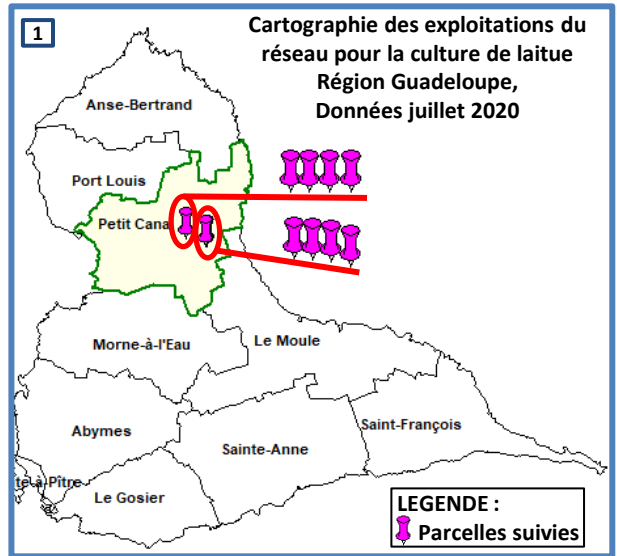 1
Cartographie des exploitations du
réseau pour la culture de laitue
Région Guadeloupe,
Données juillet 2020
Anse-Bertrand
Port Louis
Petit Cana
Morne-à-l'Eau
Le Moule
Abymes
Sainte-Anne
Saint-François
te-à-Pître
Le Gosier
LEGENDE :
Parcelles suivies